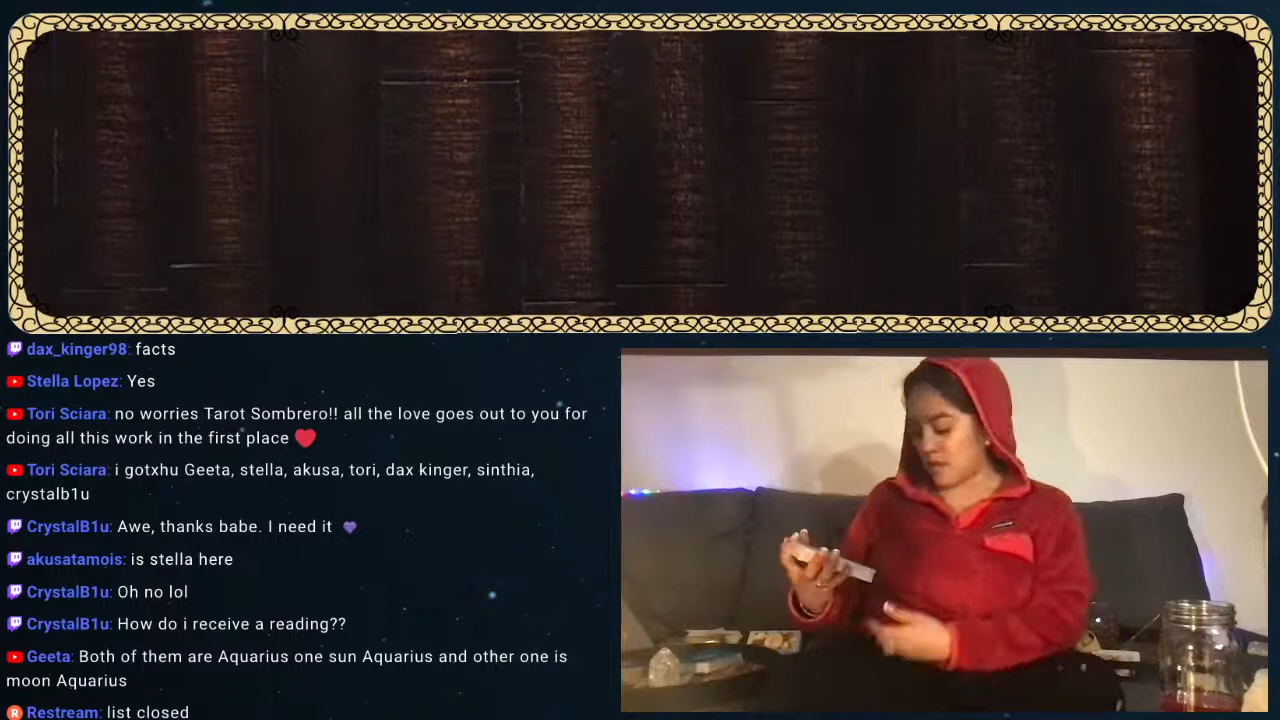 dax_kinger98: facts
Stella Lopez: Yes
Tori Sciara: no worries Tarot Sombrero!! all the love goes out to you for
doing all this work in the first place ❤️
Tori Sciara: i gotxhu Geeta, stella, akusa, tori, dax kinger, sinthia,
crystalb1u
CrystalB1u: Awe, thanks babe. I need it 💜
akusatamois: is stella here
CrystalB1u: Oh no lol
CrystalB1u: How do i receive a reading??
Geeta: Both of them are Aquarius one sun Aquarius and other one is
moon Aquarius
Restream: list closed